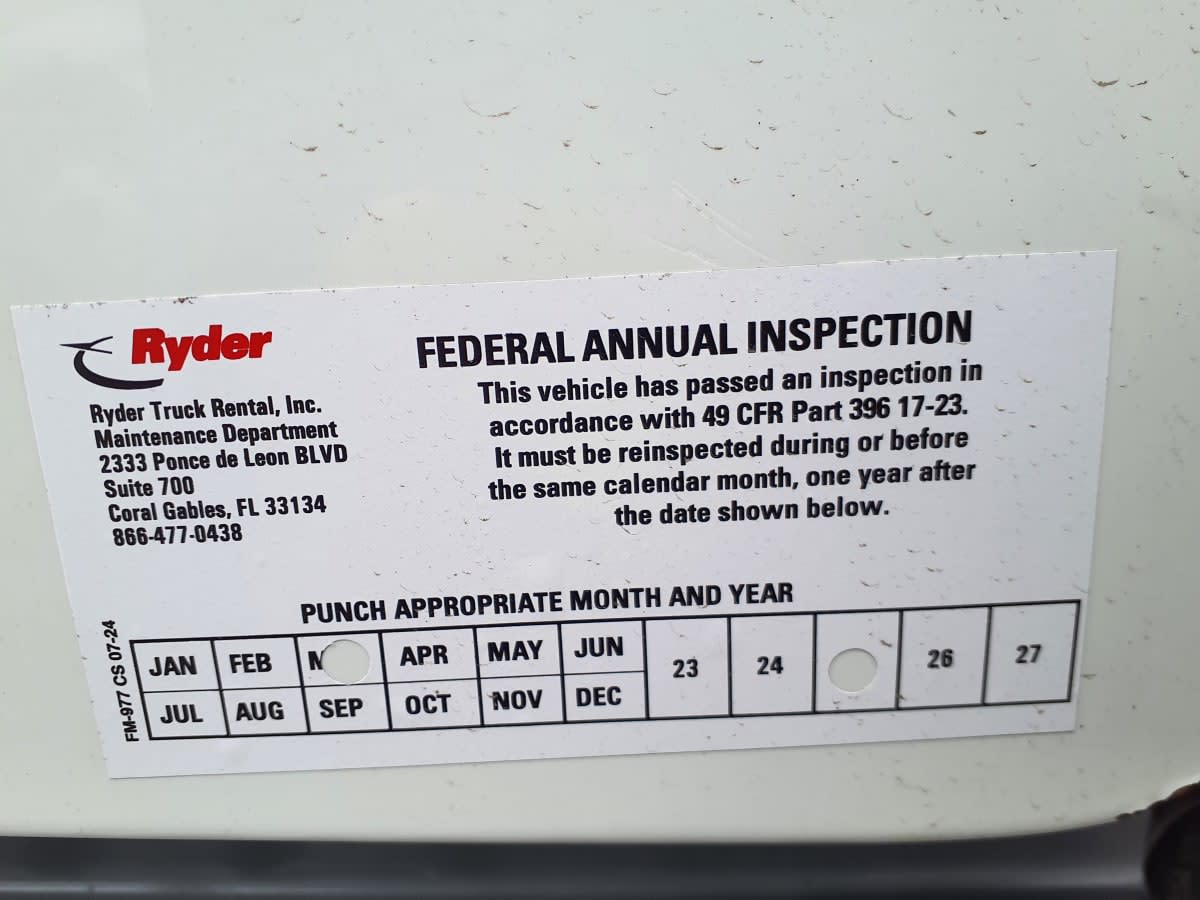 Ryder
Ryder Truck Rental, Inc.
Maintenance Department
2333 Ponce de Leon BLVD
Suite 700
Coral Gables, FL 33134
866-477-0438
FEDERAL ANNUAL INSPECTION
This vehicle has passed an inspection in
accordance with 49 CFR Part 396 17-23.
It must be reinspected during or before
the same calendar month, one year after
the date shown below.
PUNCH APPROPRIATE MONTH AND YEAR
JAN FEB APR MAY JUN 23 24 26 27
JUL AUG SEP OCT NOV DEC
FM-977 CS 07-24